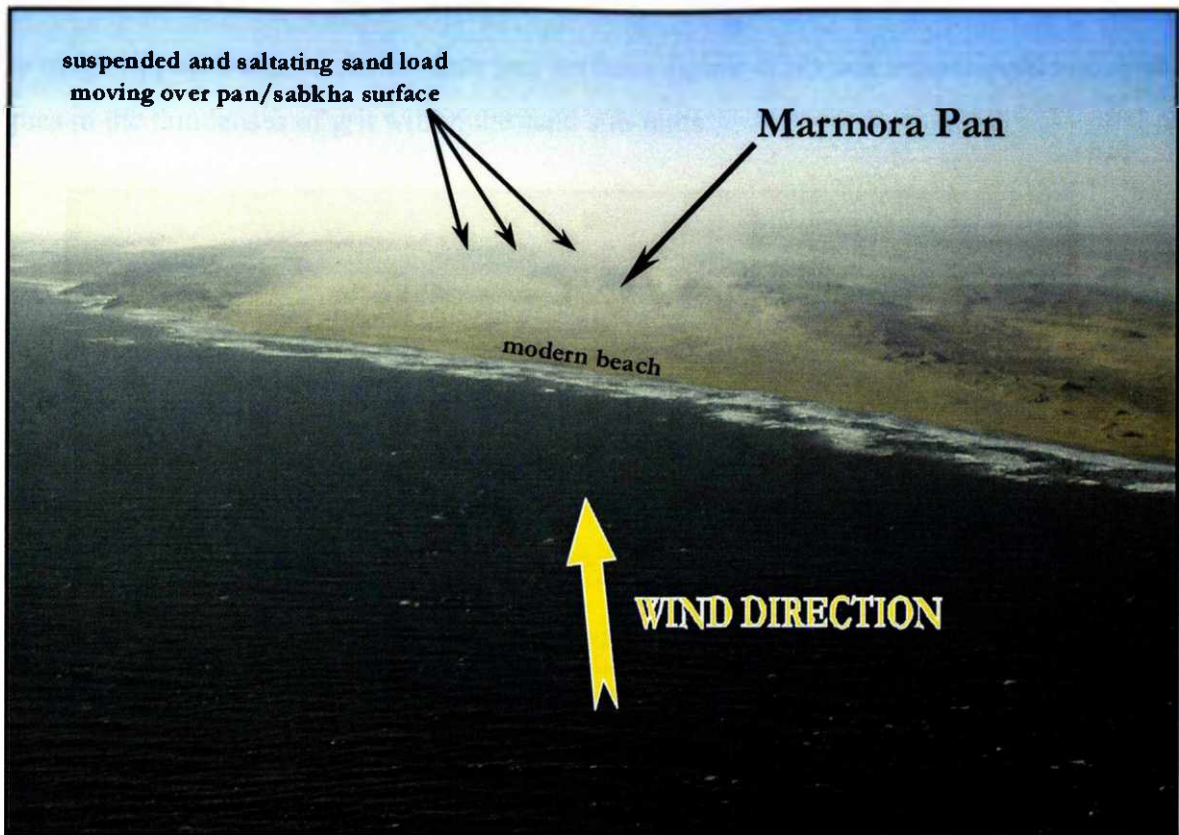 suspended and saltating sand load
moving over pan/sabkha surface
Marmora Pan
modern beach
WIND DIRECTION